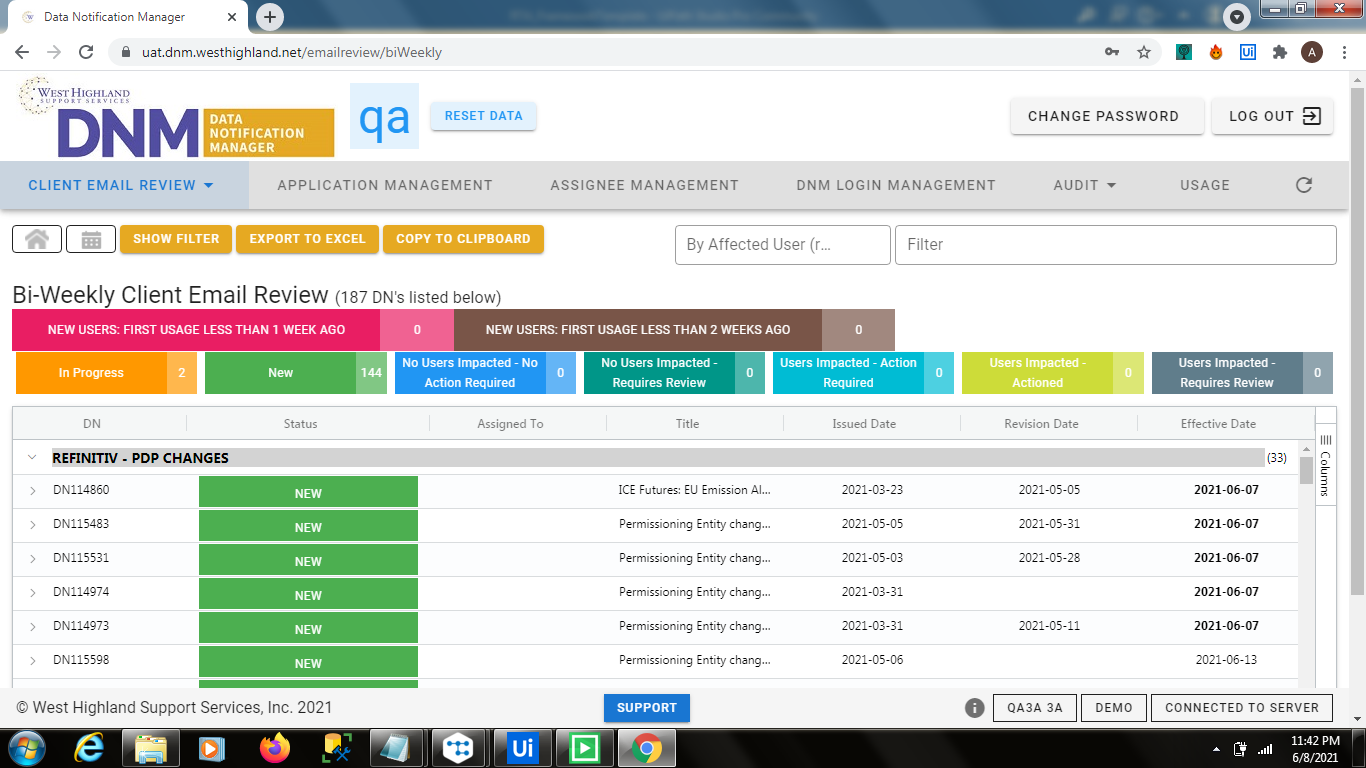 Data Notification Manager
uat.dnm.westhighland.net/emailreview/biWeekly
A
WEST HIGHLAND
SUPPORT SERVICES
DNM DATA NOTIFICATION MANAGER
qa
RESET DATA
CHANGE PASSWORD
LOG OUT
CLIENT EMAIL REVIEW
APPLICATION MANAGEMENT
ASSIGNEE MANAGEMENT
DNM LOGIN MANAGEMENT
AUDIT
USAGE
SHOW FILTER
EXPORT TO EXCEL
COPY TO CLIPBOARD
By Affected User (r...
Filter
Bi-Weekly Client Email Review (187 DN's listed below)
NEW USERS: FIRST USAGE LESS THAN 1 WEEK AGO 0
NEW USERS: FIRST USAGE LESS THAN 2 WEEKS AGO 0
In Progress 2
New 144
No Users Impacted - No Action Required 0
No Users Impacted - Requires Review 0
Users Impacted - Action Required 0
Users Impacted - Actioned 0
Users Impacted - Requires Review 0
DN Status Assigned To Title Issued Date Revision Date Effective Date
Columns
REFINITIV - PDP CHANGES (33)
DN114860 NEW ICE Futures: EU Emission Al... 2021-03-23 2021-05-05 2021-06-07
DN115483 NEW Permissioning Entity chang... 2021-05-05 2021-05-31 2021-06-07
DN115531 NEW Permissioning Entity chang... 2021-05-03 2021-05-28 2021-06-07
DN114974 NEW Permissioning Entity chang... 2021-03-31 2021-06-07
DN114973 NEW Permissioning Entity chang... 2021-03-31 2021-05-11 2021-06-07
DN115598 NEW Permissioning Entity chang... 2021-05-06 2021-06-13
© West Highland Support Services, Inc. 2021
SUPPORT
QA3A 3A
DEMO
CONNECTED TO SERVER
Ui
11:42 PM
6/8/2021